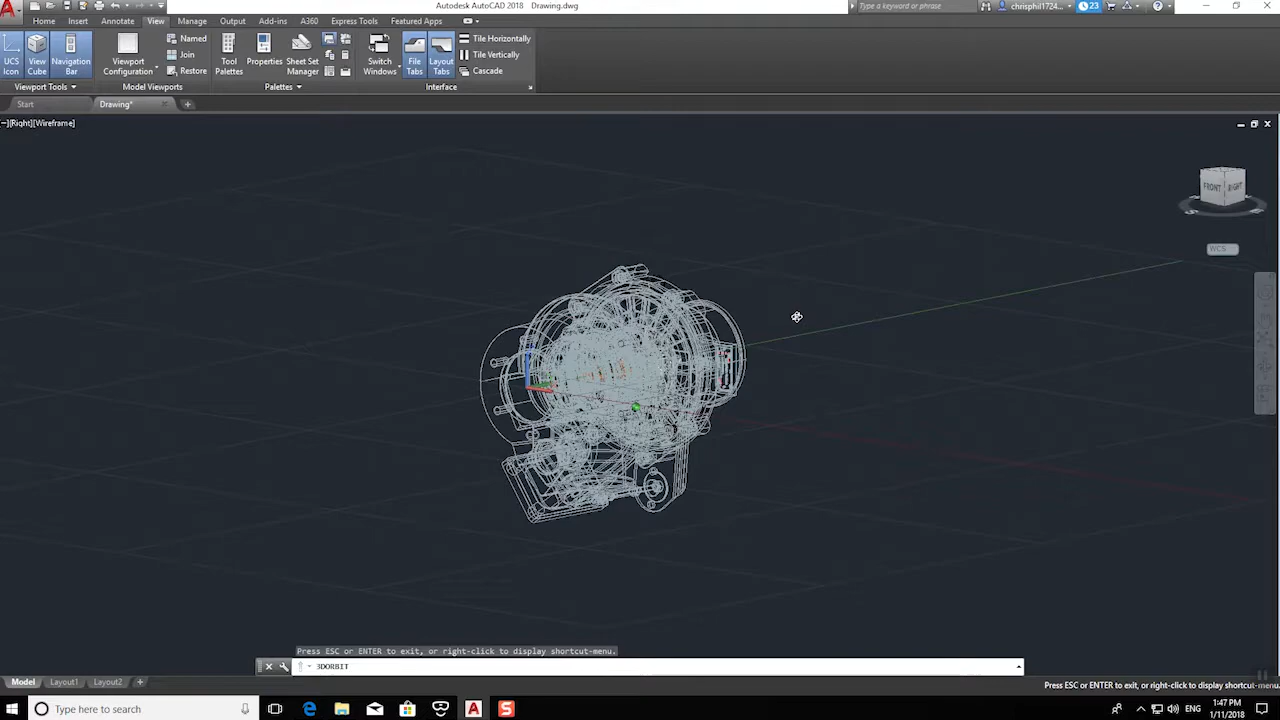 Autodesk AutoCAD 2018 Drawing.dwg
Type a keyword or phrase
chrisphil1724...
23
Home Insert Annotate View Manage Output Add-ins A360 Express Tools Featured Apps
UCS Icon
View Cube
Navigation Bar
Viewport Configuration
Named
Join
Restore
Tool Palettes
Properties
Sheet Set Manager
Switch Windows
File Tabs
Layout Tabs
Tile Horizontally
Tile Vertically
Cascade
Viewport Tools
Model Viewports
Palettes
Interface
Start
Drawing*
[−][Right][Wireframe]
FRONT
RIGHT
WCS
Press ESC or ENTER to exit, or right-click to display shortcut-menu.
3DORBIT
Model Layout1 Layout2
Press ESC or ENTER to exit, or right-click to display shortcut-menu.
Type here to search
ENG
1:47 PM
1/11/2018